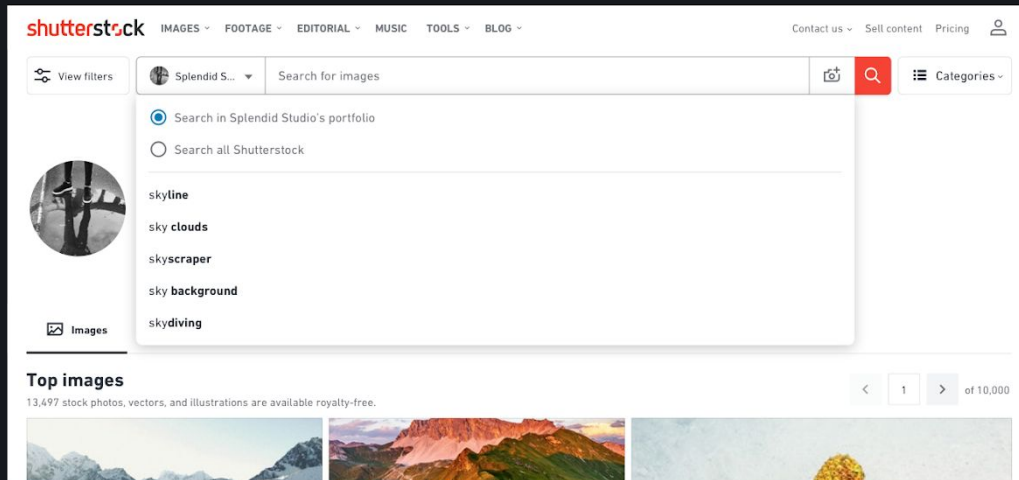 shutterstock IMAGES FOOTAGE EDITORIAL MUSIC TOOLS BLOG Contact us Sell content Pricing
View filters Splendid S... Search for images Categories
Search in Splendid Studio's portfolio
Search all Shutterstock
skyline
sky clouds
skyscraper
sky background
skydiving
Images
Top images
1 of 10,000
13,497 stock photos, vectors, and illustrations are available royalty-free.